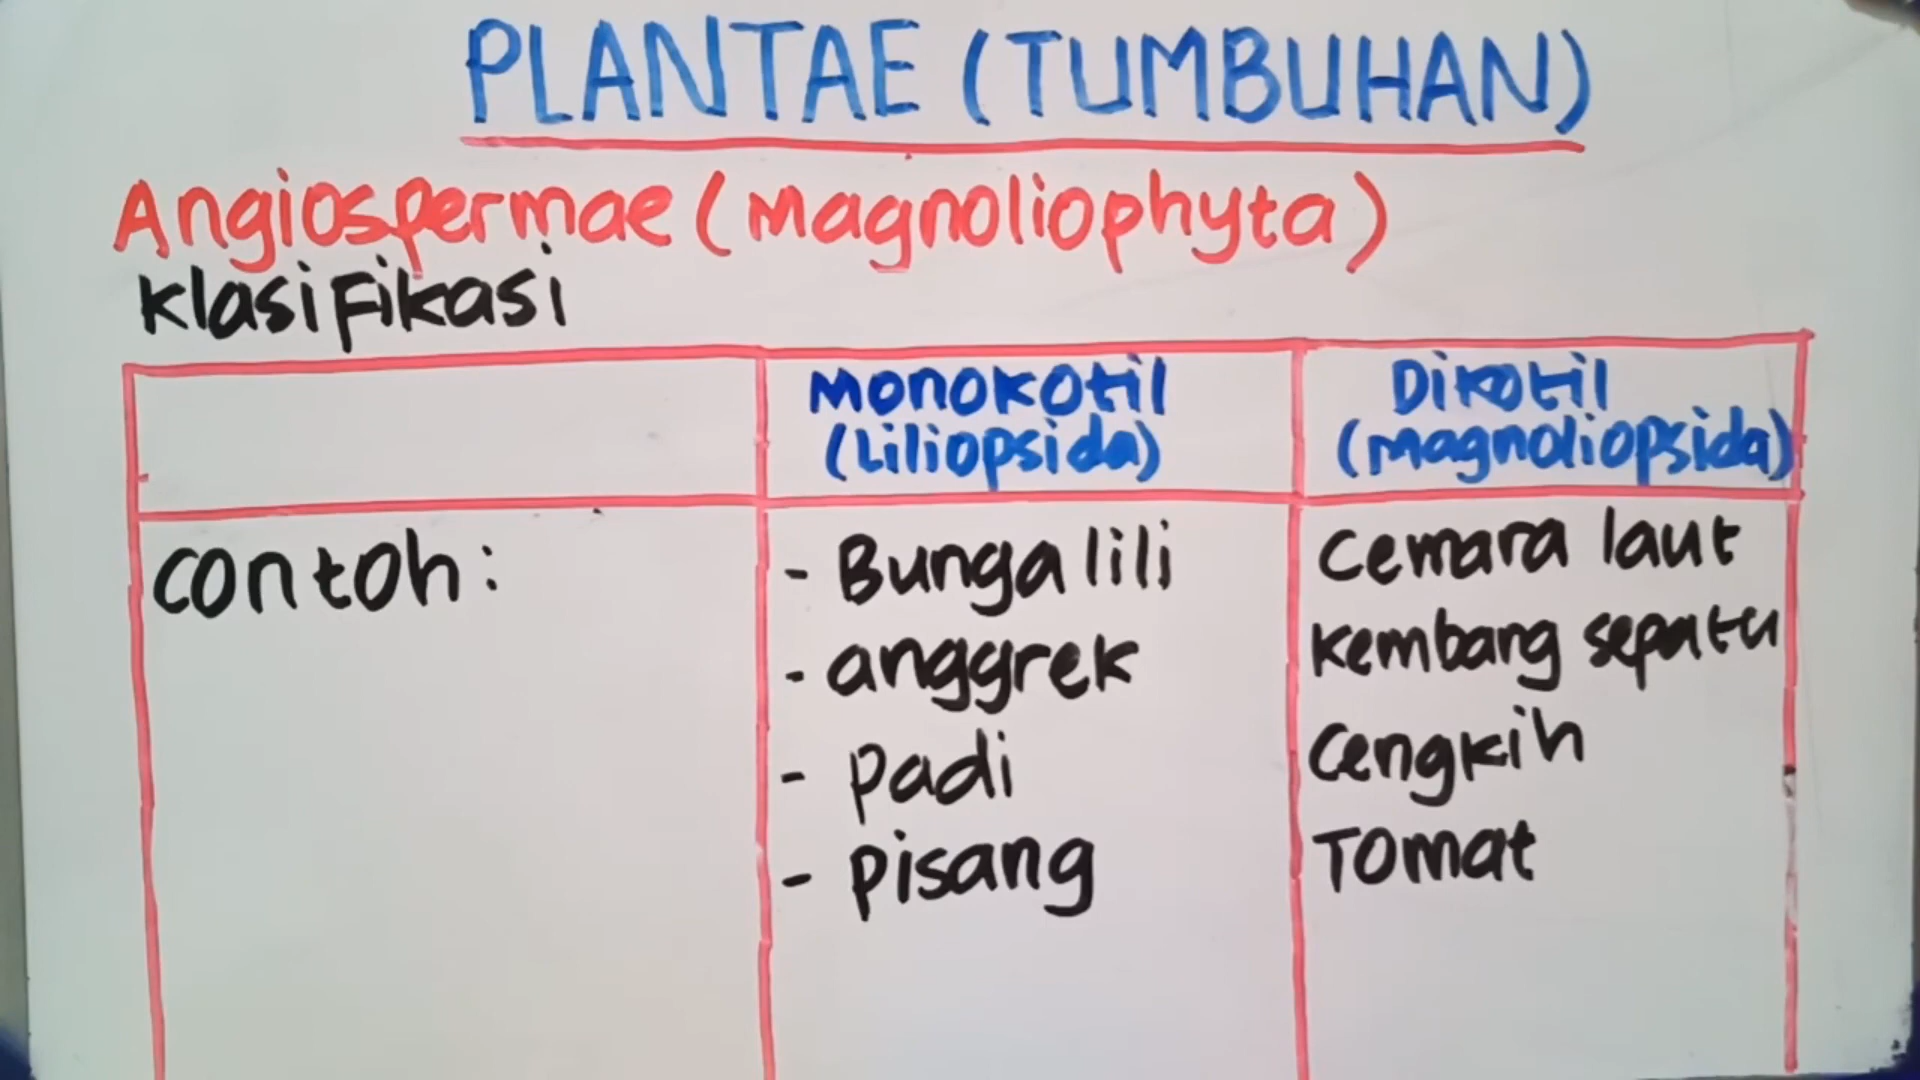 PLANTAE (TUMBUHAN)
Angiospermae (Magnoliophyta)
Klasifikasi
Monokotil
(Liliopsida)
Dikotil
(Magnoliopsida)
Contoh:
- Bunga lili
- anggrek
- padi
- pisang
Cemara laut
Kembang sepatu
Cengkih
Tomat